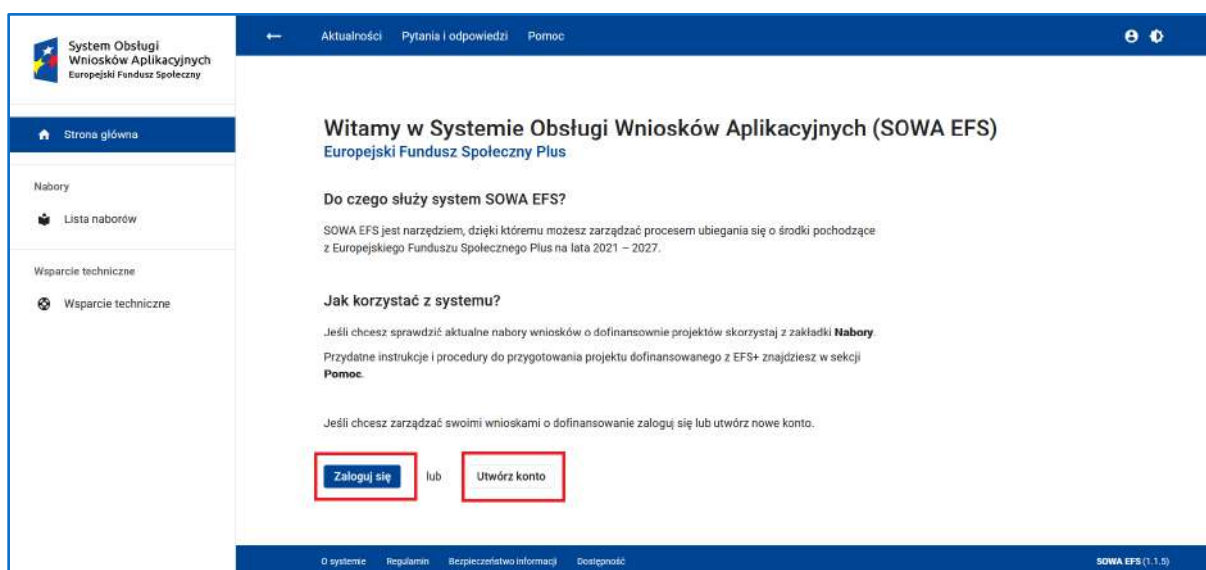 System Obsługi
Wniosków Aplikacyjnych
Europejski Fundusz Społeczny
Aktualności Pytania i odpowiedzi Pomoc
Strona główna
Nabory
Lista naborów
Wsparcie techniczne
Wsparcie techniczne
Witamy w Systemie Obsługi Wniosków Aplikacyjnych (SOWA EFS)
Europejski Fundusz Społeczny Plus
Do czego służy system SOWA EFS?
SOWA EFS jest narzędziem, dzięki któremu możesz zarządzać procesem ubiegania się o środki pochodzące
z Europejskiego Funduszu Społecznego Plus na lata 2021 – 2027.
Jak korzystać z systemu?
Jeśli chcesz sprawdzić aktualne nabory wniosków o dofinansownie projektów skorzystaj z zakładki Nabory.
Przydatne instrukcje i procedury do przygotowania projektu dofinansowanego z EFS+ znajdziesz w sekcji
Pomoc.
Jeśli chcesz zarządzać swoimi wnioskami o dofinansowanie zaloguj się lub utwórz nowe konto.
Zaloguj się lub Utwórz konto
O systemie Regulamin Bezpieczeństwo informacji Dostępność SOWA EFS (1.1.5)